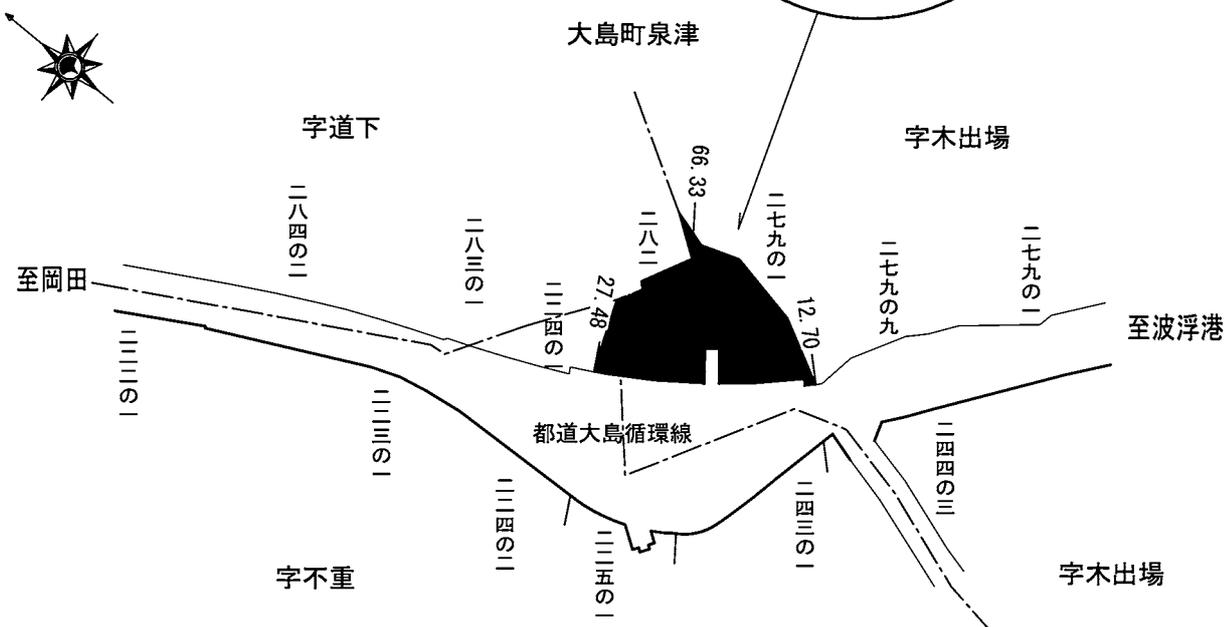 大島町泉津
字道下
字木出場
66.33
二八四の二
二八三の一
二八二
二七九の一
二七九の九
二七九の一
至岡田
二二四の一
27.48
12.70
至波浮港
二二二の一
二二三の一
都道大島循環線
二二四の二
二二五の一
二四三の一
二四四の三
字不重
字木出場